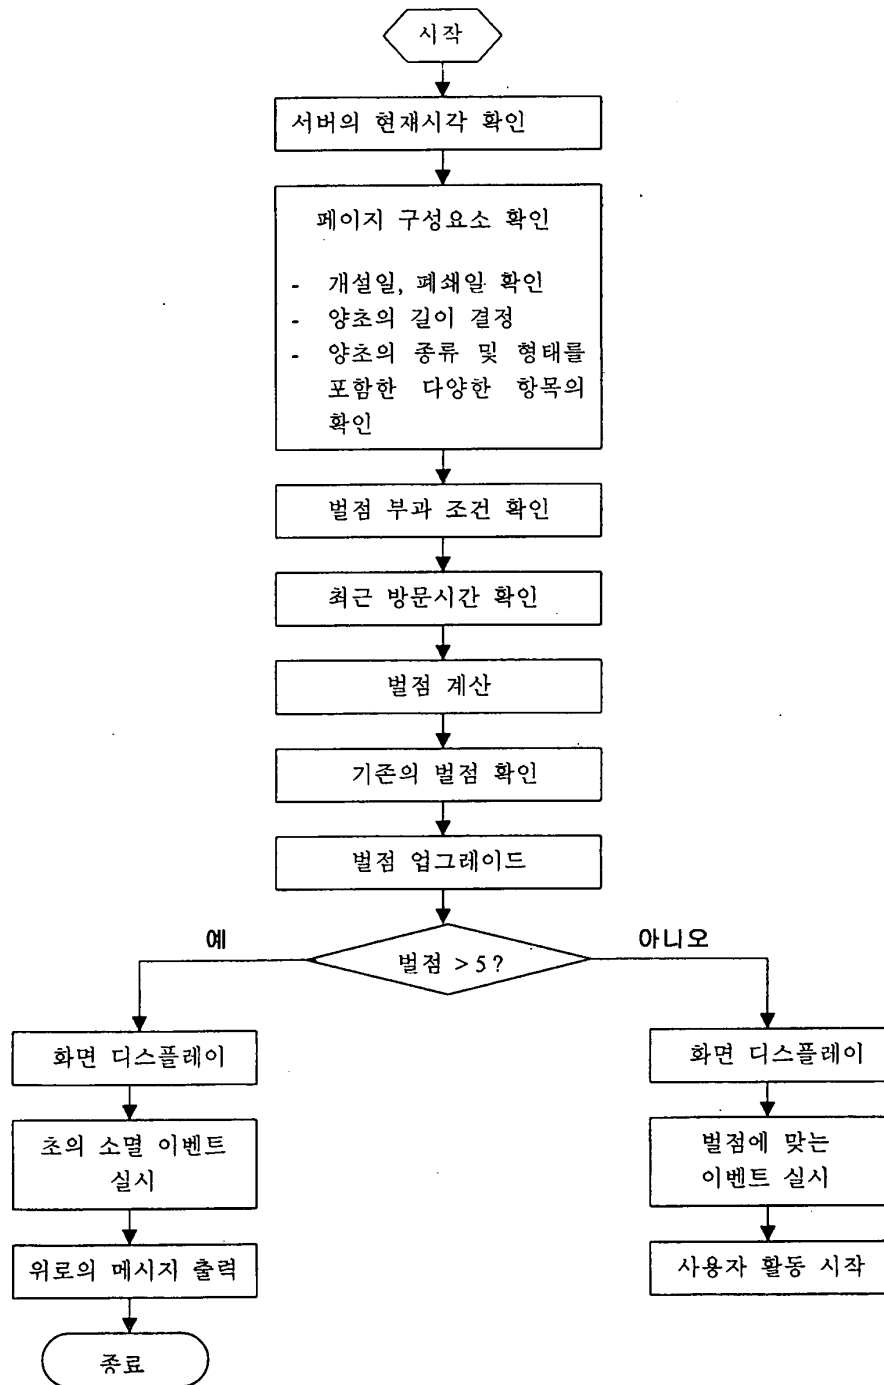 시작
서버의 현재시각 확인
페이지 구성요소 확인
- 개설일, 폐쇄일 확인
- 양초의 길이 결정
- 양초의 종류 및 형태를
포함한 다양한 항목의
확인
벌점 부과 조건 확인
최근 방문시간 확인
벌점 계산
기존의 벌점 확인
벌점 업그레이드
예
벌점 >5?
아니오
화면 디스플레이
초의 소멸 이벤트
실시
위로의 메시지 출력
종료
화면 디스플레이
벌점에 맞는
이벤트 실시
사용자 활동 시작